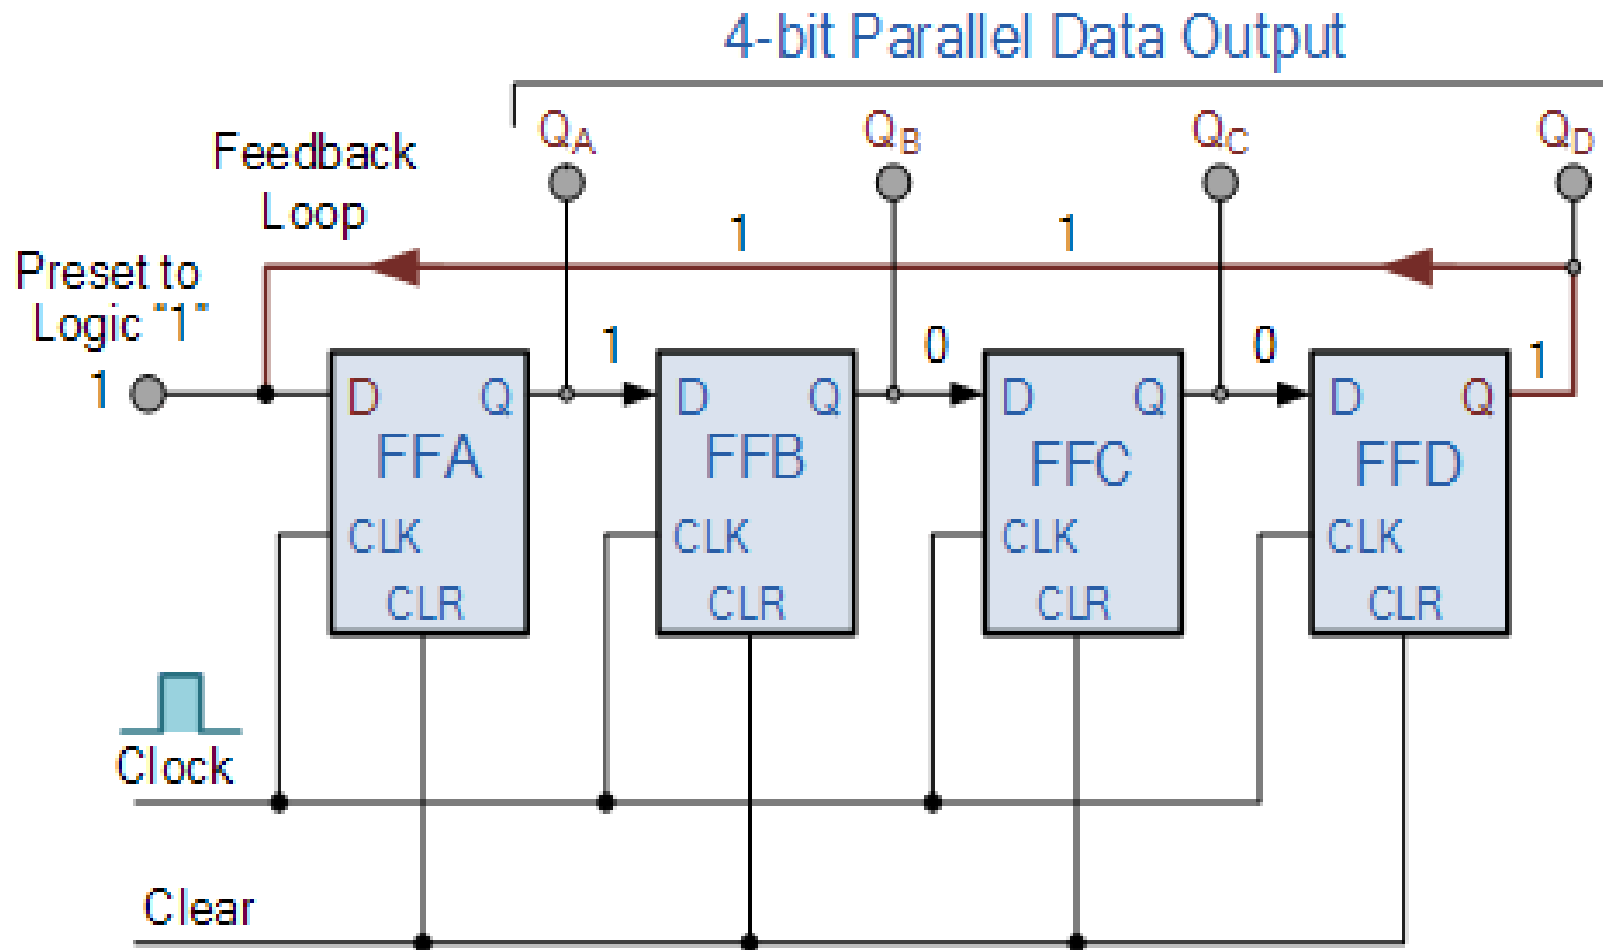 4-bit Parallel Data Output
QA QB QC QD
Feedback
Loop
1 1
Preset to
Logic "1"
1 1 0 0 1
D Q D Q D Q D Q
FFA FFB FFC FFD
CLK CLK CLK CLK
CLR CLR CLR CLR
Clock
Clear